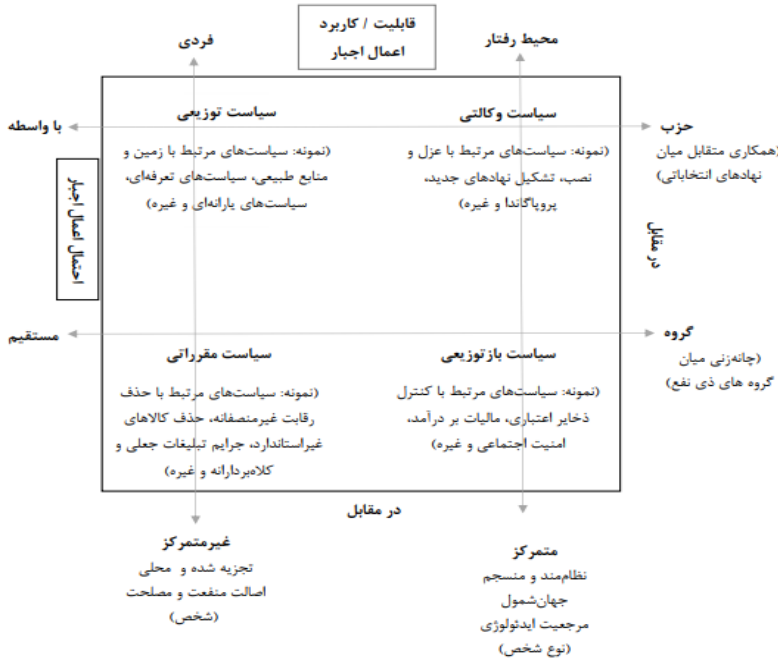 قابلیت / کاربرد
اعمال اجبار
محیط رفتار
فردی
حزب
(همکاری متقابل میان
نهادهای انتخاباتی)
با واسطه
سیاست وکالتی
(نمونه: سیاست‌های مرتبط با عزل و
نصب، تشکیل نهادهای جدید،
پروپاگاندا و غیره)
سیاست توزیعی
(نمونه: سیاست‌های مرتبط با زمین و
منابع طبیعی، سیاست‌های تعرفه‌ای،
سیاست‌های یارانه‌ای و غیره)
احتمال اعمال اجبار
در مقابل
گروه
(چانه‌زنی میان
گروه های ذی نفع)
مستقیم
سیاست بازتوزیعی
(نمونه: سیاست‌های مرتبط با کنترل
ذخایر اعتباری، مالیات بر درآمد،
امنیت اجتماعی و غیره)
سیاست مقرراتی
(نمونه: سیاست‌های مرتبط با حذف
رقابت غیرمنصفانه، حذف کالاهای
غیراستاندارد، جرایم تبلیغات جعلی و
کلاه‌بردارانه و غیره)
در مقابل
متمرکز
نظام‌مند و منسجم
جهان‌شمول
مرجعیت ایدئولوژی
(نوع شخص)
غیرمتمرکز
تجزیه شده و محلی
اصالت منفعت و مصلحت
(شخص)